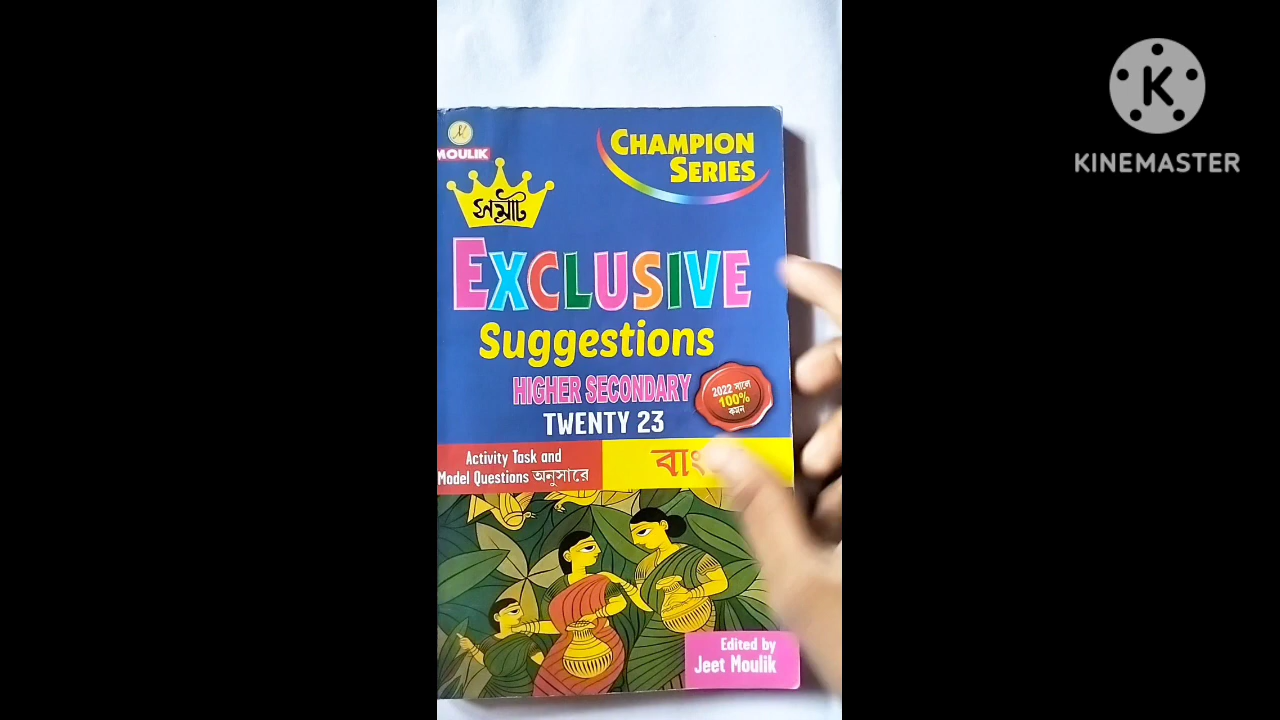 MOULIK
CHAMPION
SERIES
সম্রাট
EXCLUSIVE
Suggestions
HIGHER SECONDARY
TWENTY 23
2022 সালে
100%
কমন
Activity Task and
Model Questions অনুসারে
Edited by
Jeet Moulik
KINEMASTER